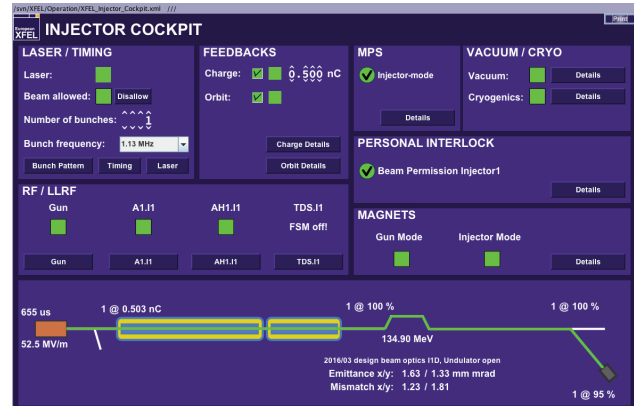 /svn/XFEL/Operation/XFEL_Injector_Cockpit.xml ///
Print
European
XFEL
INJECTOR COCKPIT
LASER / TIMING
Laser:
Beam allowed:
Disallow
Number of bunches: 1
Bunch frequency: 1.13 MHz
Bunch Pattern
Timing
Laser
FEEDBACKS
Charge: 0.500 nC
Orbit:
Charge Details
Orbit Details
MPS
Injector-mode
Details
VACUUM / CRYO
Vacuum: Details
Cryogenics: Details
PERSONAL INTERLOCK
Beam Permission Injector1
Details
RF / LLRF
Gun A1.I1 AH1.I1 TDS.I1
FSM off!
Gun A1.I1 AH1.I1 TDS.I1
MAGNETS
Gun Mode Injector Mode
Details
655 us
1 @ 0.503 nC
1 @ 100 %
1 @ 100 %
52.5 MV/m
134.90 MeV
2016/03 design beam optics I1D, Undulator open
Emittance x/y: 1.63 / 1.33 mm mrad
Mismatch x/y: 1.23 / 1.81
1 @ 95 %